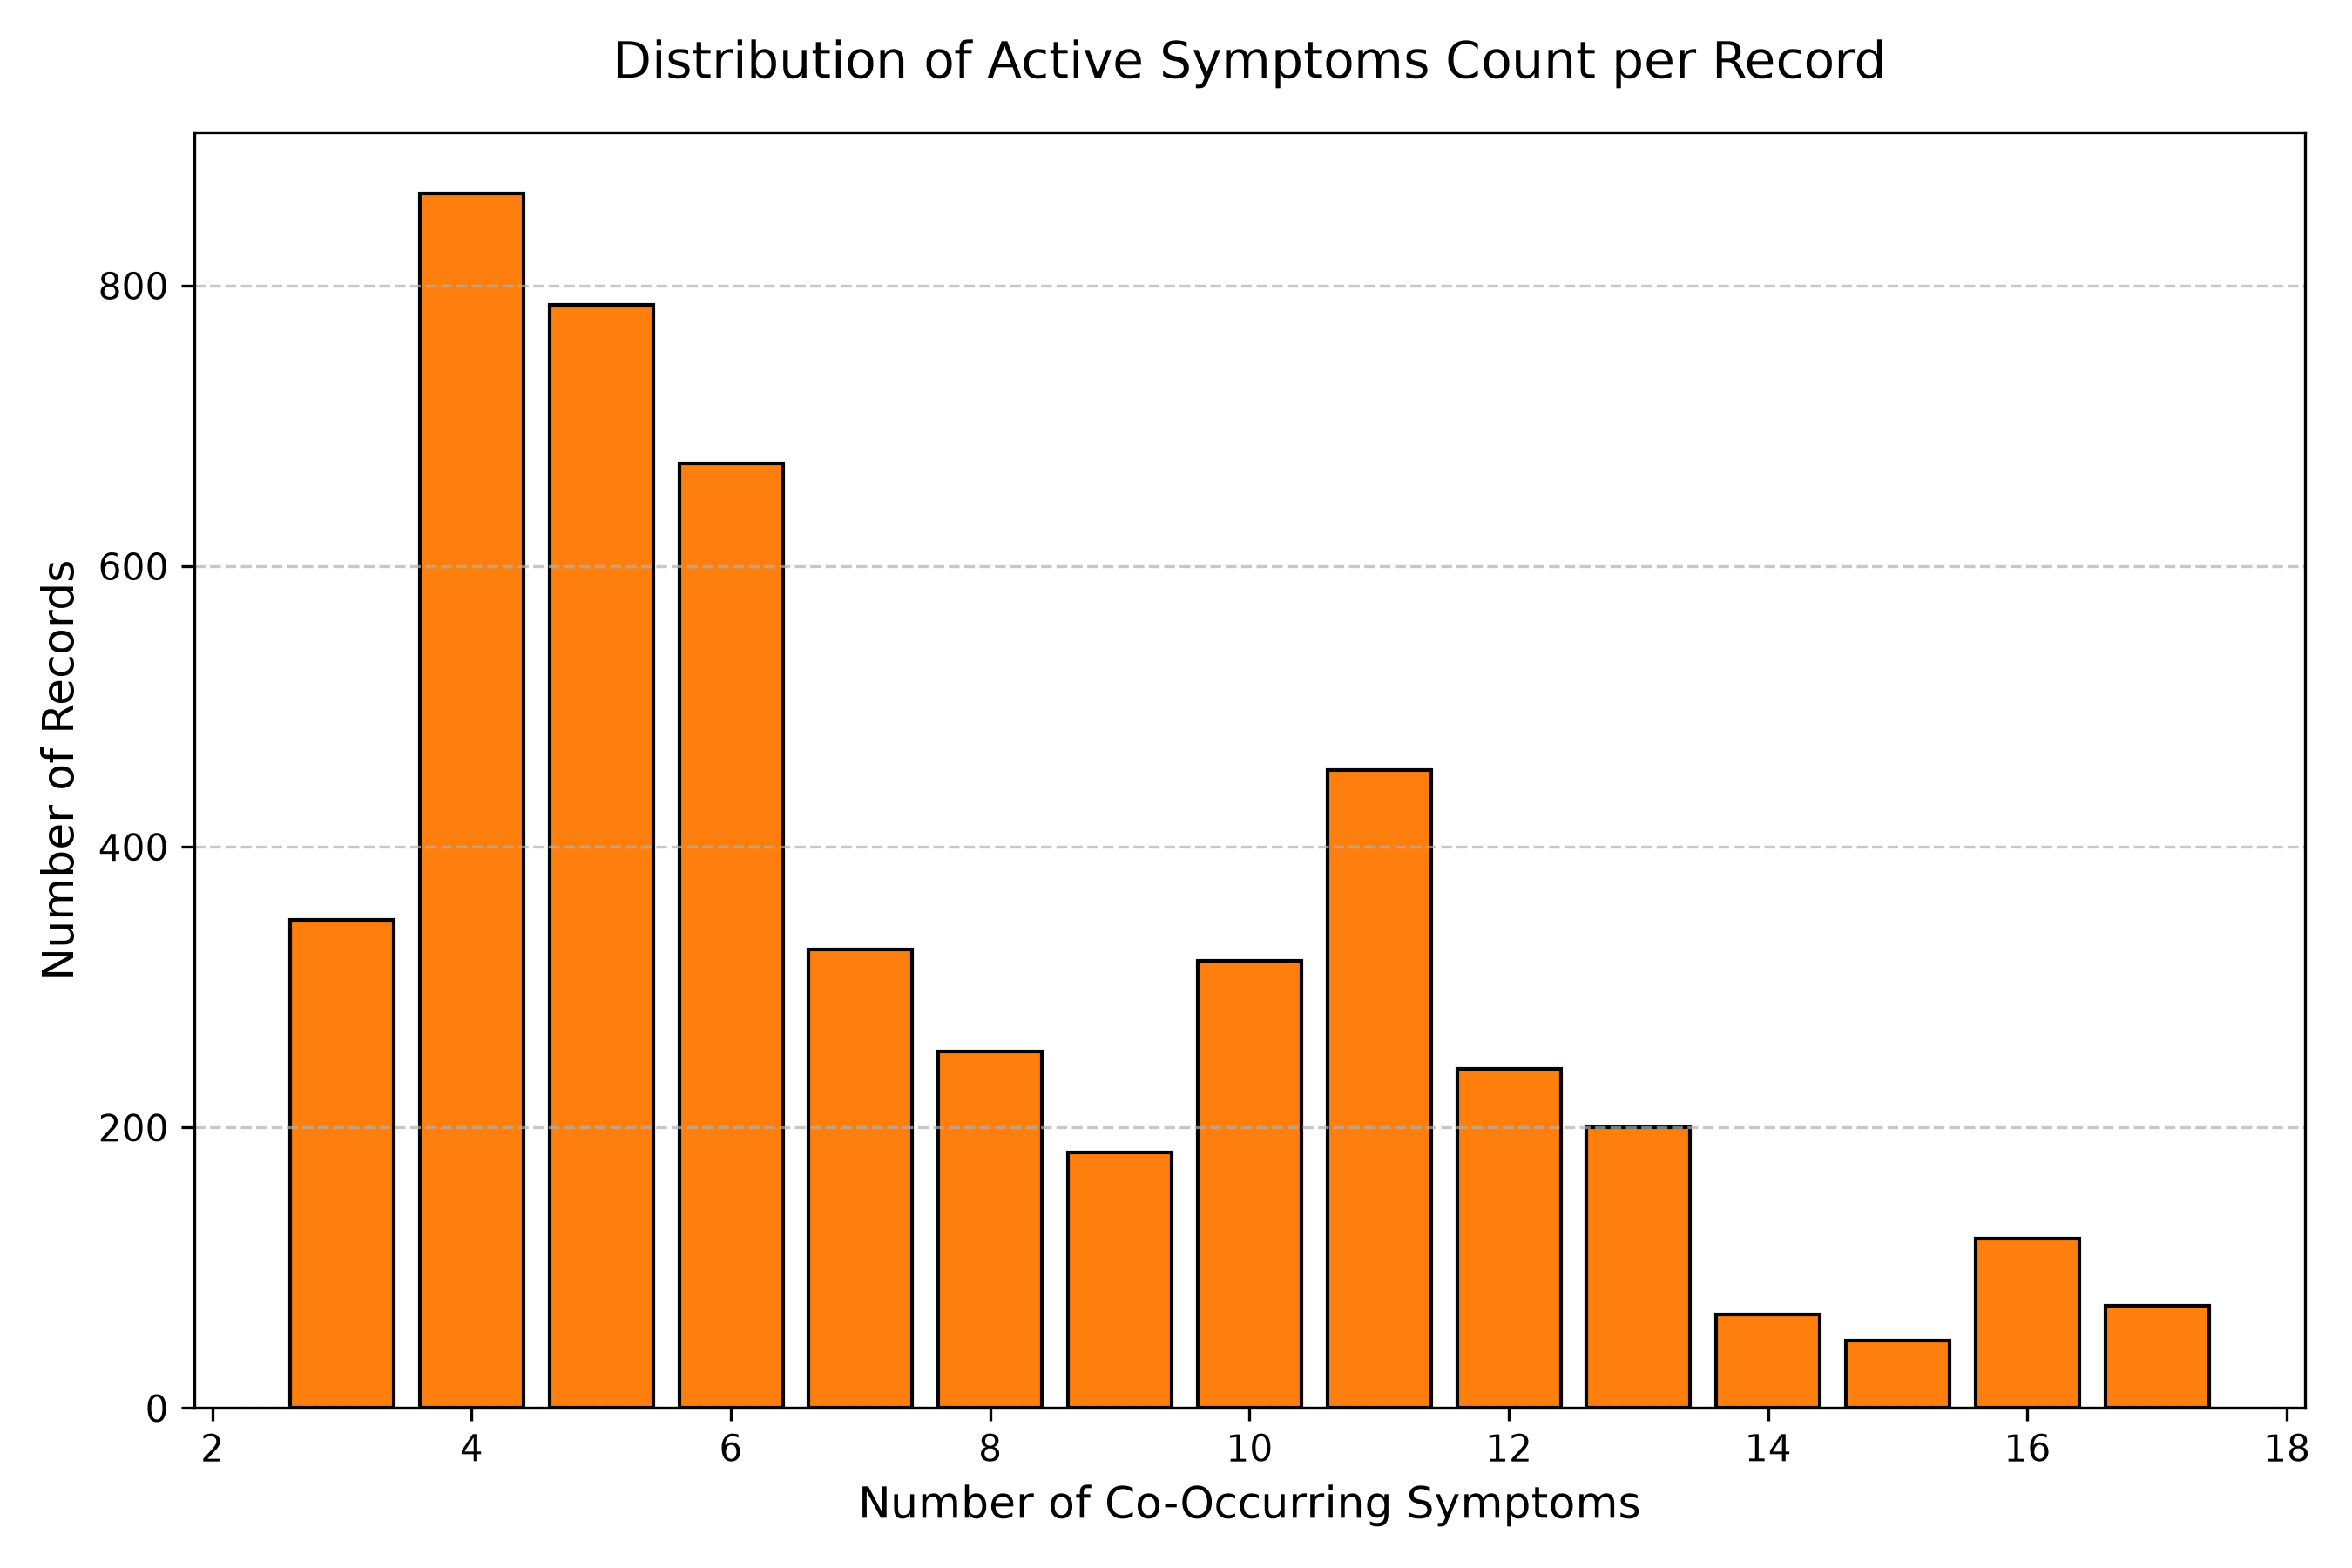 Distribution of Active Symptoms Count per Record
Number of Records
800
600
400
200
0
2 4 6 8 10 12 14 16 18
Number of Co-Occurring Symptoms